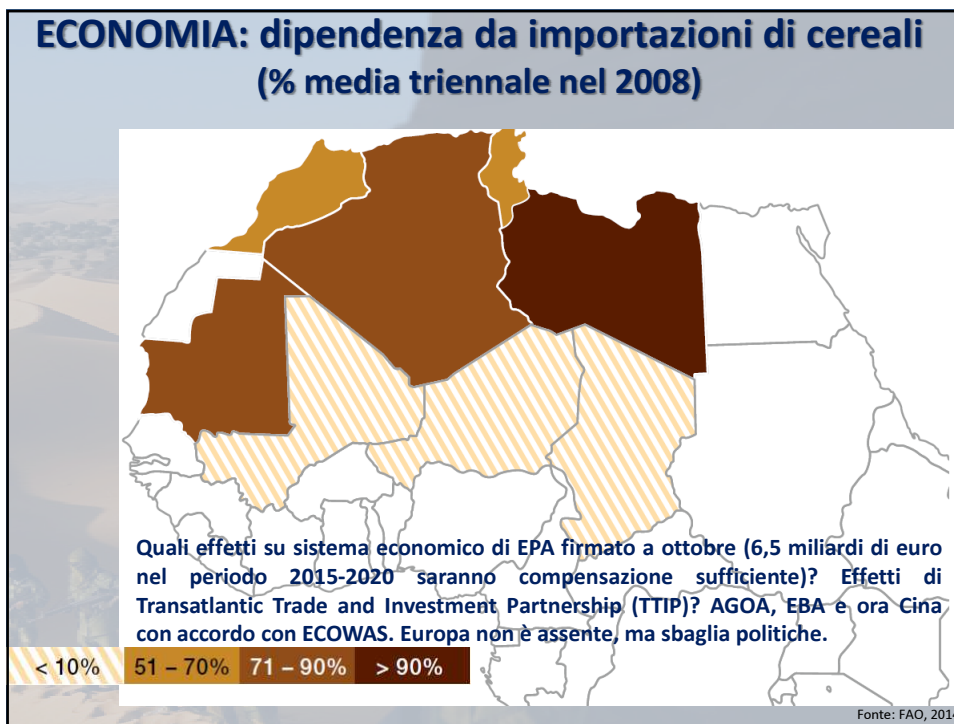 ECONOMIA: dipendenza da importazioni di cereali
(% media triennale nel 2008)
Quali effetti su sistema economico di EPA firmato a ottobre (6,5 miliardi di euro
nel periodo 2015-2020 saranno compensazione sufficiente)? Effetti di
Transatlantic Trade and Investment Partnership (TTIP)? AGOA, EBA e ora Cina
con accordo con ECOWAS. Europa non è assente, ma sbaglia politiche.
< 10% 51 – 70% 71 – 90% > 90%
Fonte: FAO, 2014